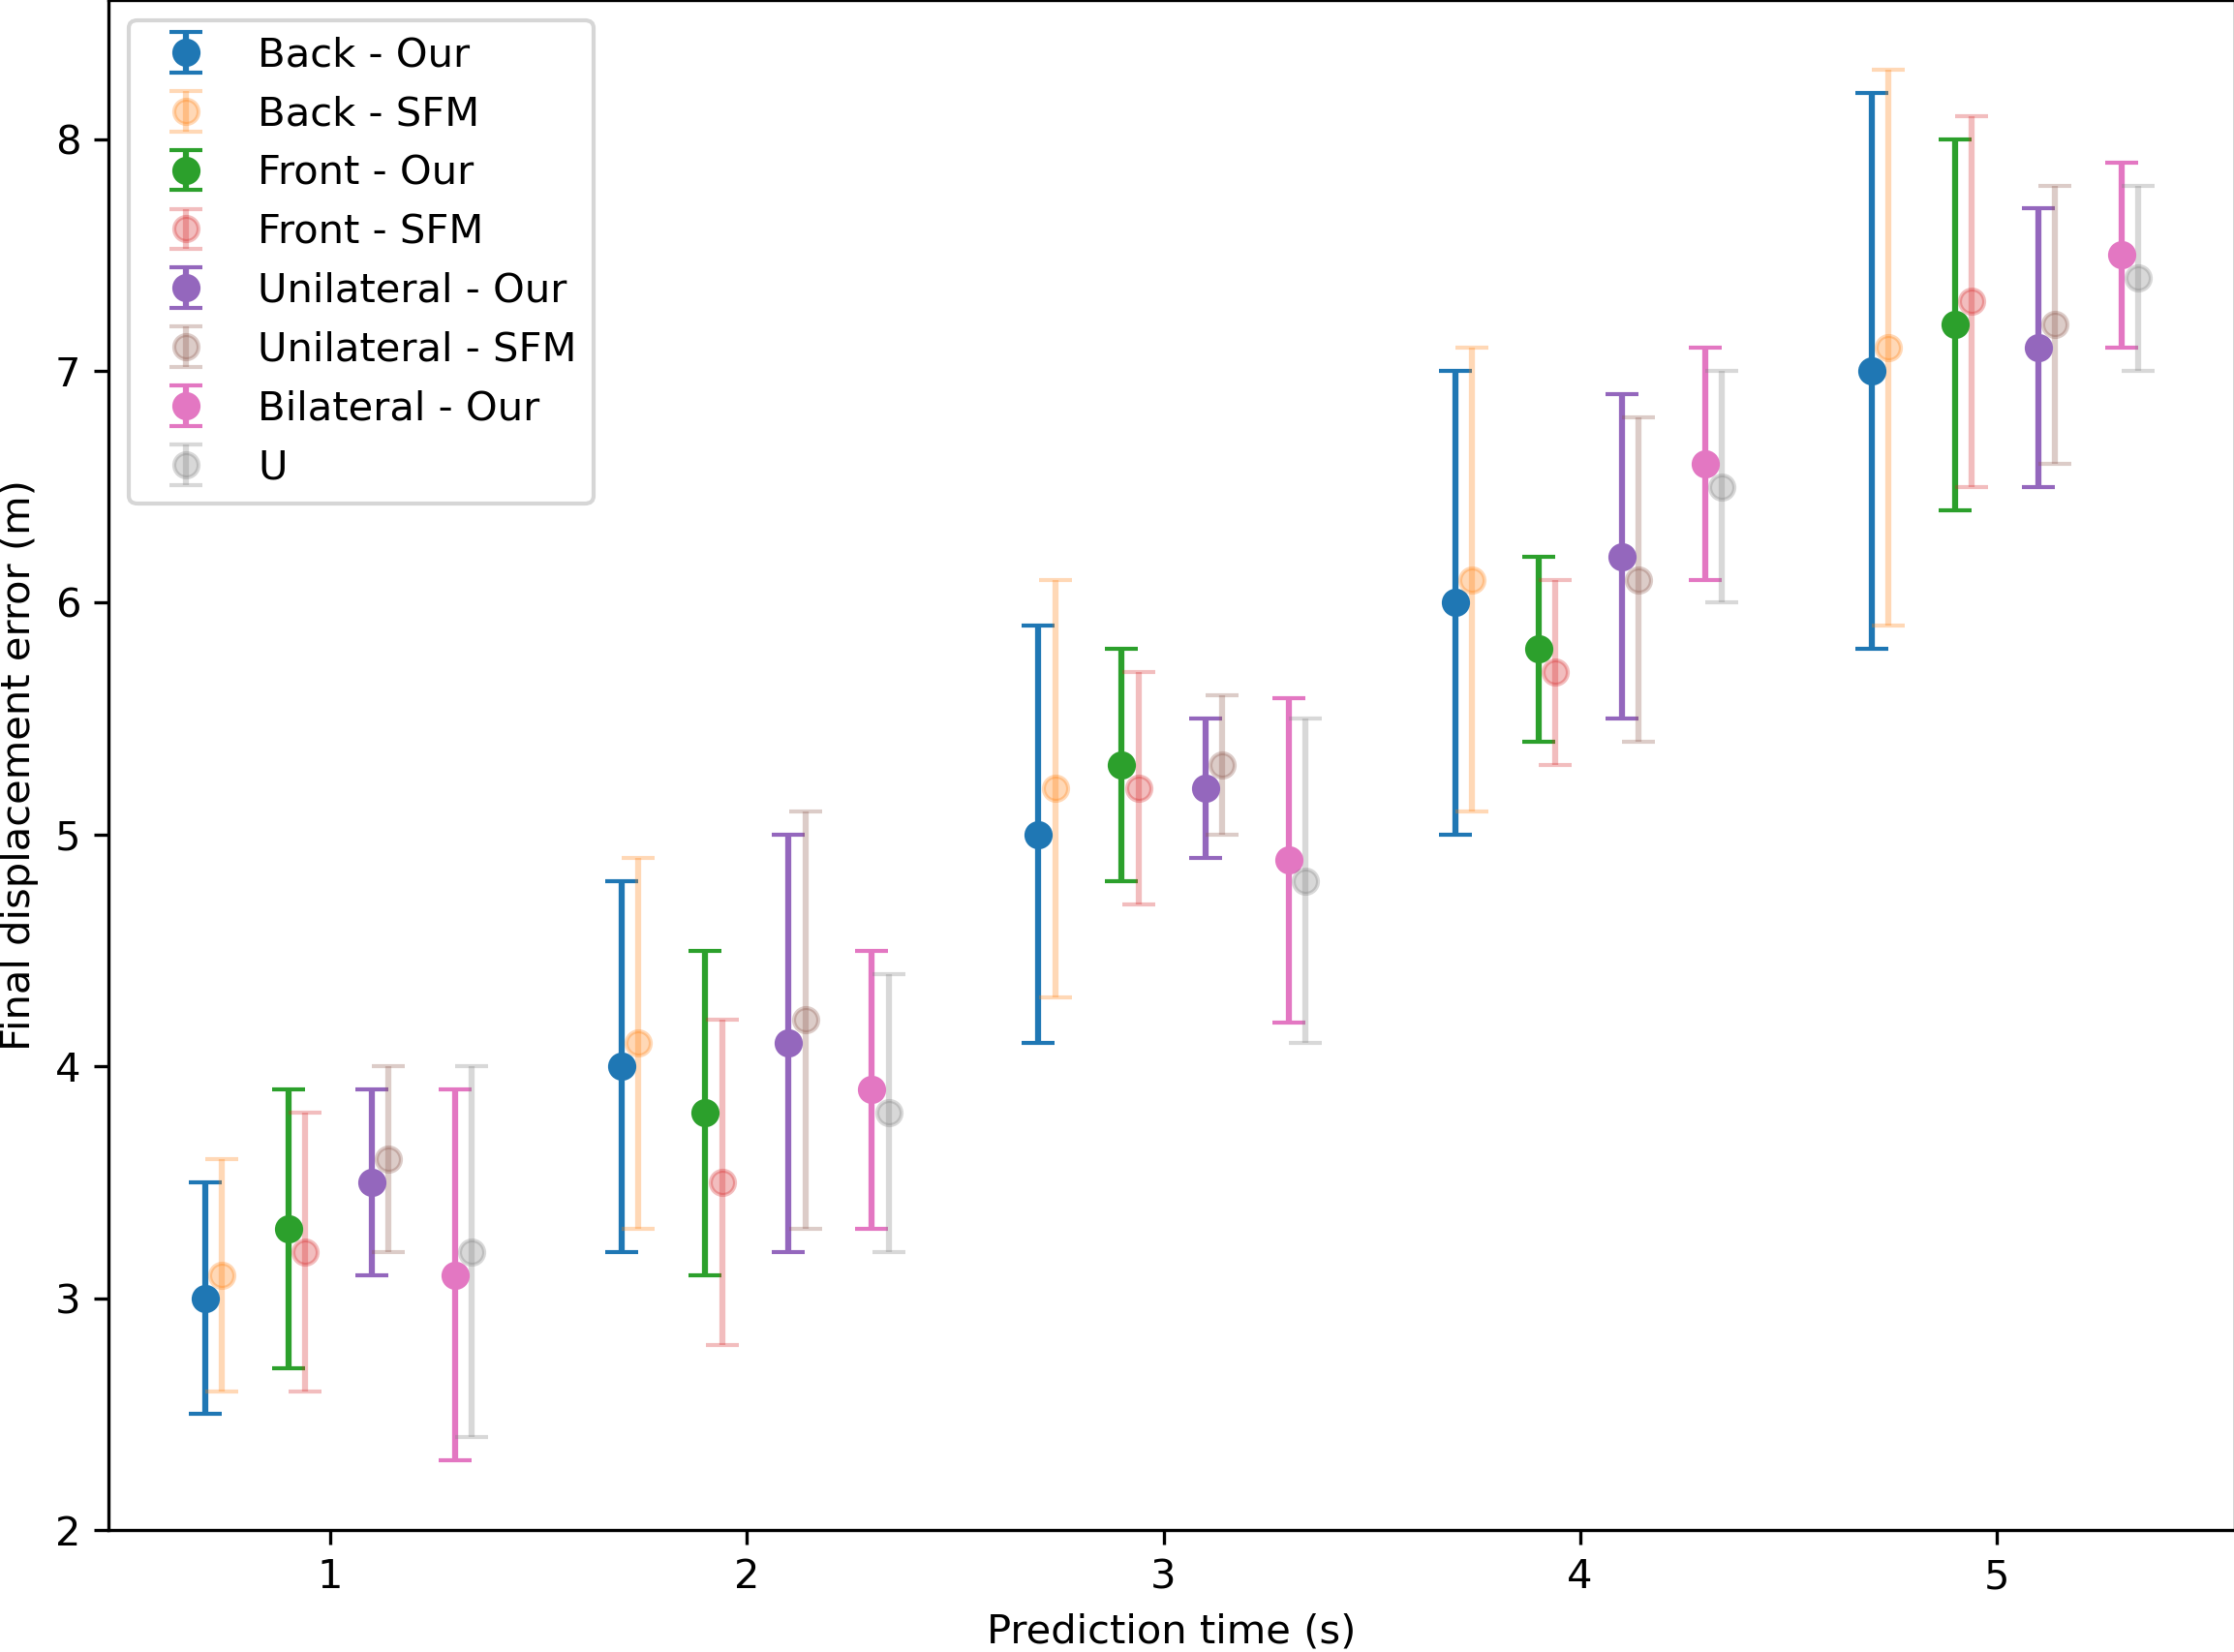 Back - Our
Back - SFM
Front - Our
Front - SFM
Unilateral - Our
Unilateral - SFM
Bilateral - Our
U
Final displacement error (m)
8
7
6
5
4
3
2
1
2
3
4
5
Prediction time (s)